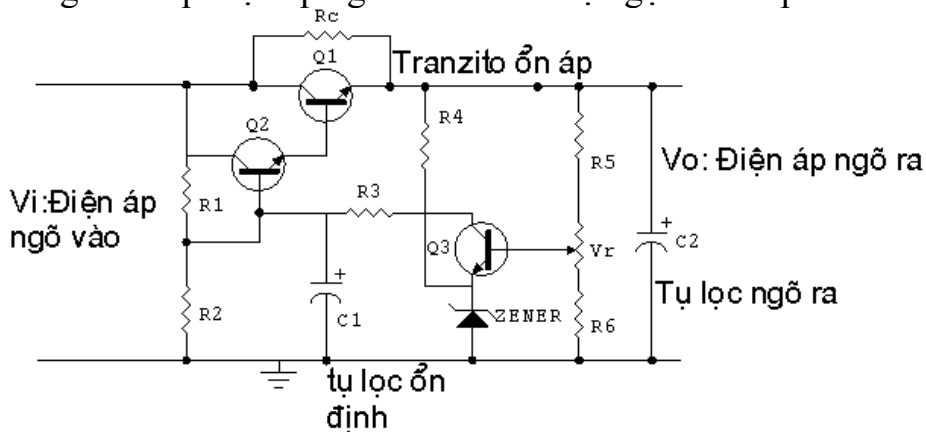 Rc
Q1
Tranzito ổn áp
R4
Q2
R5
Vo: Điện áp ngõ ra
Vi:Điện áp
ngõ vào
R1
R3
Q3
Vr
C2
R2
C1
ZENER
R6
Tụ lọc ngõ ra
tụ lọc ổn
định